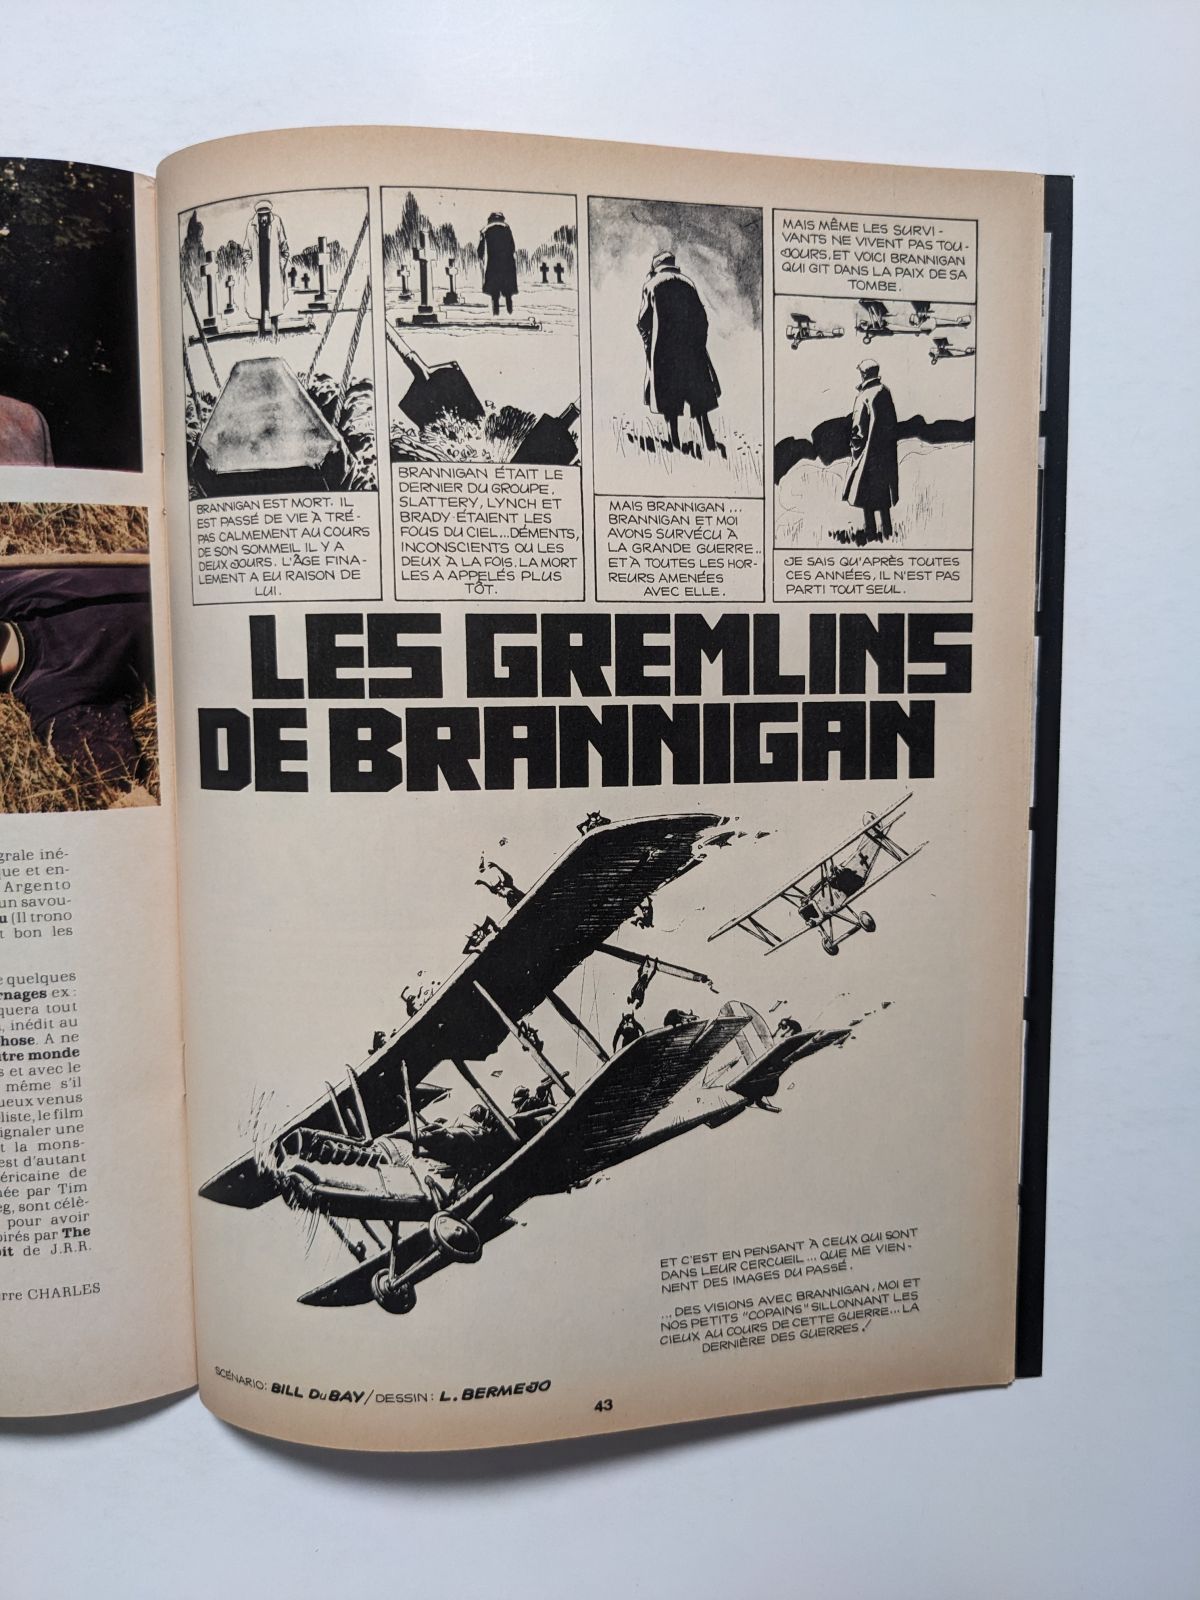 grale iné-
que et en-
Argento
un savou-
u (Il trono
t bon les
e quelques
rnages ex :
quera tout
, inédit au
hose. A ne
utre monde
s et avec le
même s'il
ueux venus
liste, le film
ignaler une
t la mons-
est d'autant
éricaine de
née par Tim
eg, sont célè-
pour avoir
pirés par The
bit de J.R.R.
erre CHARLES
BRANNIGAN EST MORT. IL
EST PASSÉ DE VIE À TRÉ-
PAS CALMEMENT AU COURS
DE SON SOMMEIL IL Y A
DEUX JOURS. L'ÂGE FINA-
LEMENT A EU RAISON DE
LUI.
BRANNIGAN ÉTAIT LE
DERNIER DU GROUPE.
SLATTERY, LYNCH ET
BRADY ÉTAIENT LES
FOUS DU CIEL...DÉMENTS,
INCONSCIENTS OU LES
DEUX À LA FOIS. LA MORT
LES A APPELÉS PLUS
TÔT.
MAIS BRANNIGAN...
BRANNIGAN ET MOI
AVONS SURVÉCU À
LA GRANDE GUERRE..
ET À TOUTES LES HOR-
REURS AMENÉES
AVEC ELLE.
MAIS MÊME LES SURVI-
VANTS NE VIVENT PAS TOU-
JOURS, ET VOICI BRANNIGAN
QUI GIT DANS LA PAIX DE SA
TOMBE.
JE SAIS QU'APRÈS TOUTES
CES ANNÉES, IL N'EST PAS
PARTI TOUT SEUL.
LES GREMLINS
DE BRANNIGAN
ET C'EST EN PENSANT À CEUX QUI SONT
DANS LEUR CERCUEIL... QUE ME VIEN-
NENT DES IMAGES DU PASSÉ.
...DES VISIONS AVEC BRANNIGAN, MOI ET
NOS PETITS "COPAINS" SILLONNANT LES
CIEUX AU COURS DE CETTE GUERRE...LA
DERNIÈRE DES GUERRES!
SCÉNARIO: BILL DuBAY/DESSIN: L. BERMEJO
43